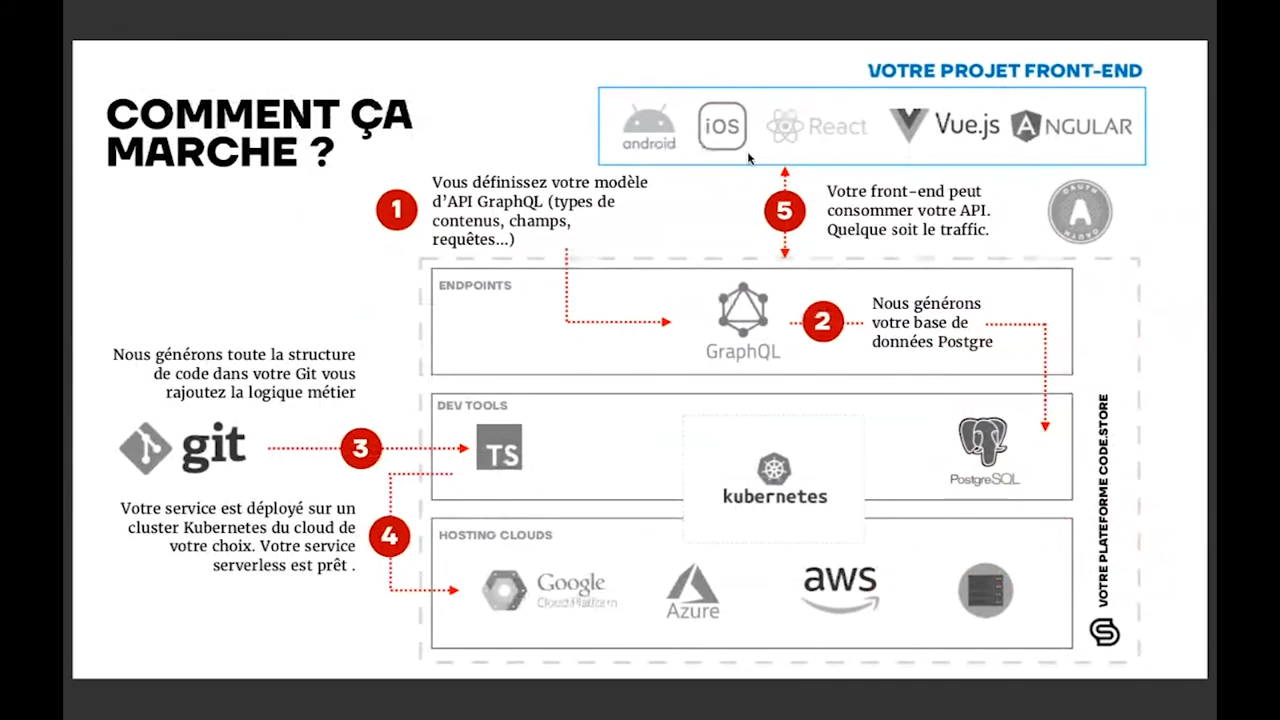 VOTRE PROJET FRONT-END
COMMENT ÇA
MARCHE ?
android
iOS
React
Vue.js
ANGULAR
1
Vous définissez votre modèle
d’API GraphQL (types de
contenus, champs,
requêtes...)
5
Votre front-end peut
consommer votre API.
Quelque soit le traffic.
OAUTH
A
OAUTH
ENDPOINTS
GraphQL
2
Nous générons
votre base de
données Postgre
Nous générons toute la structure
de code dans votre Git vous
rajoutez la logique métier
git
3
DEV TOOLS
TS
kubernetes
PostgreSQL
Votre service est déployé sur un
cluster Kubernetes du cloud de
votre choix. Votre service
serverless est prêt .
4
HOSTING CLOUDS
Google
Cloud Platform
Azure
aws
VOTRE PLATEFORME CODE.STORE